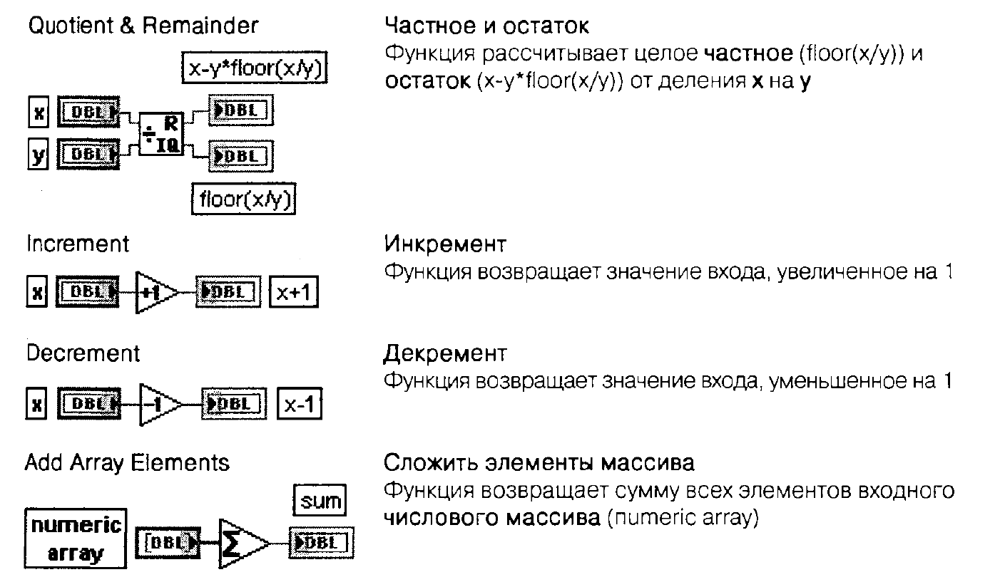 Quotient & Remainder
x-y*floor(x/y)
x DBL DBL
÷ R
IQ
y DBL DBL
floor(x/y)
Частное и остаток
Функция рассчитывает целое частное (floor(x/y)) и
остаток (x-y*floor(x/y)) от деления x на y
Increment
x DBL +1 DBL x+1
Инкремент
Функция возвращает значение входа, увеличенное на 1
Decrement
x DBL -1 DBL x-1
Декремент
Функция возвращает значение входа, уменьшенное на 1
Add Array Elements
sum
numeric
array
[DBL] Σ DBL
Сложить элементы массива
Функция возвращает сумму всех элементов входного
числового массива (numeric array)